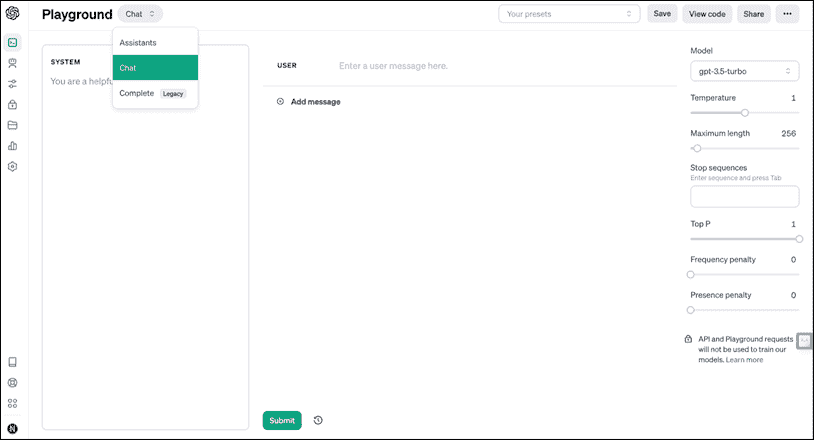 Playground
Chat
Your presets
Save
View code
Share
Assistants
Chat
Complete Legacy
SYSTEM
You are a helpfu
USER
Enter a user message here.
Add message
Submit
Model
gpt-3.5-turbo
Temperature 1
Maximum length 256
Stop sequences
Enter sequence and press Tab
Top P 1
Frequency penalty 0
Presence penalty 0
API and Playground requests
will not be used to train our
models. Learn more
N